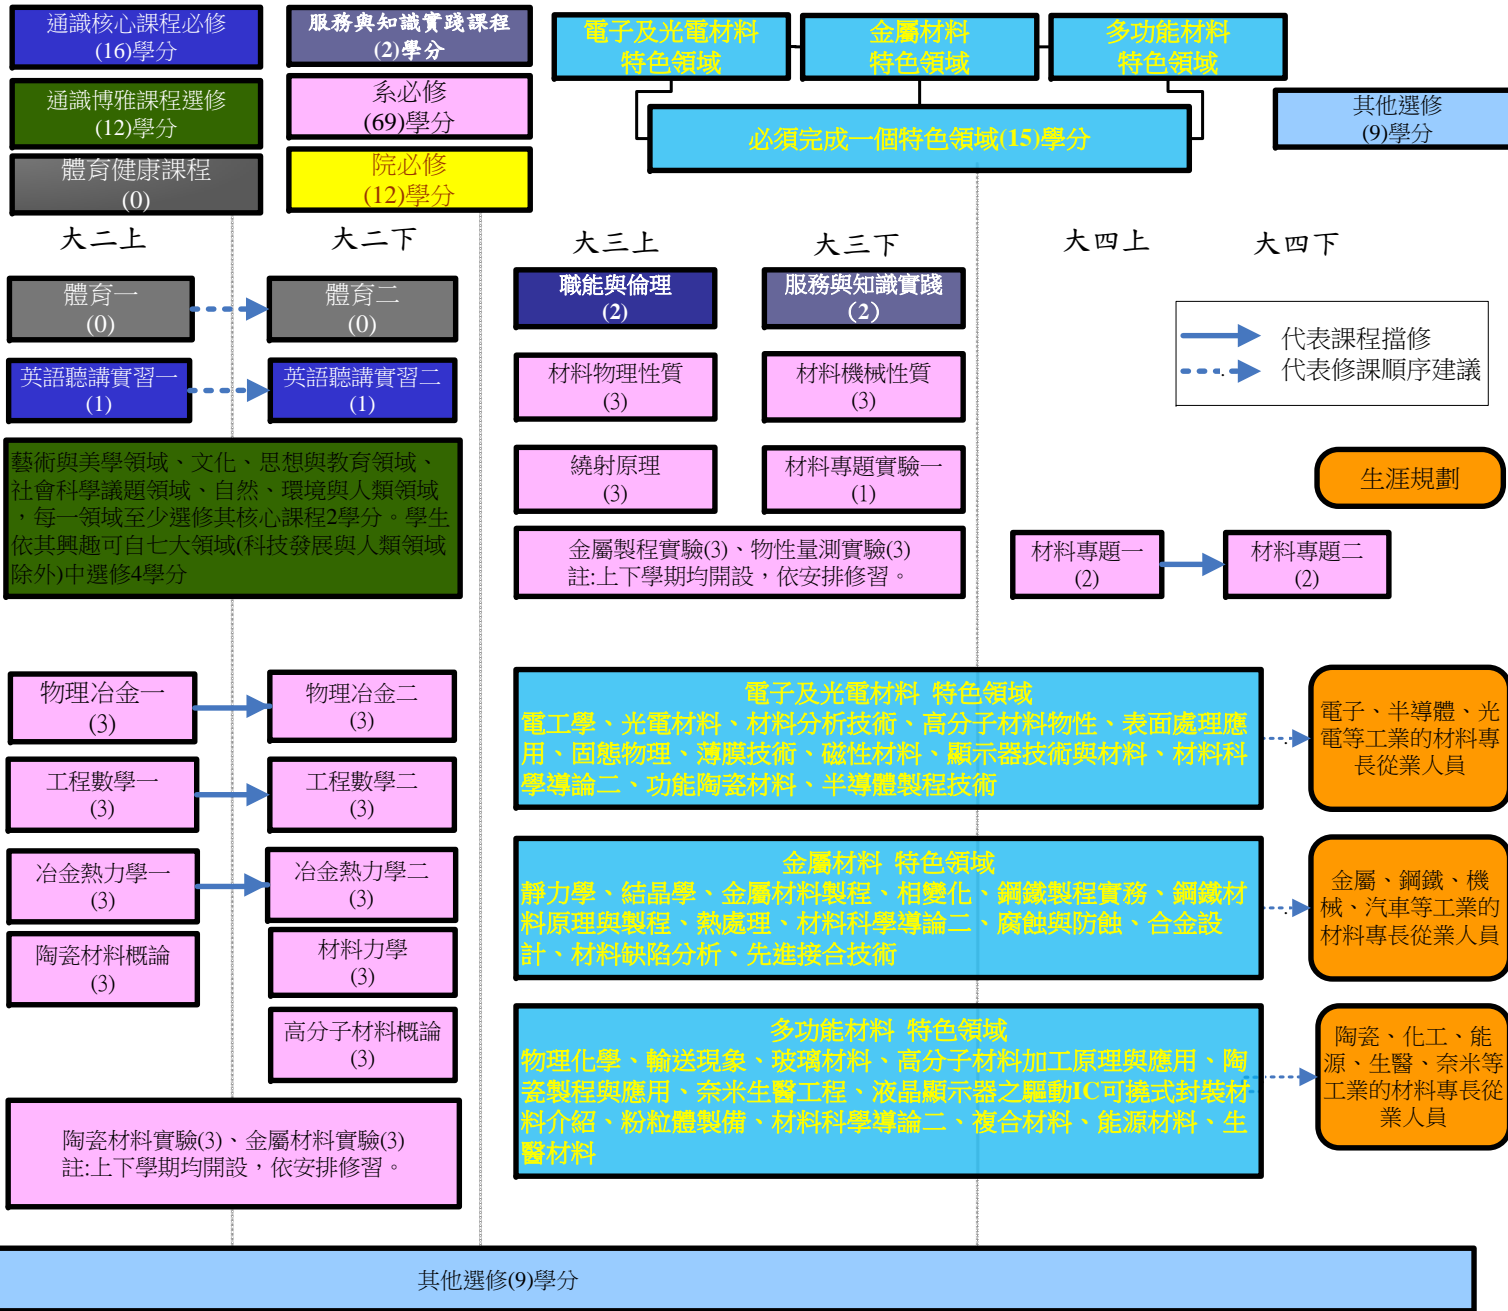 通識核心課程必修
(16)學分
服務與知識實踐課程
(2)學分
電子及光電材料
特色領域
金屬材料
特色領域
多功能材料
特色領域
通識博雅課程選修
(12)學分
系必修
(69)學分
必須完成一個特色領域(15)學分
其他選修
(9)學分
體育健康課程
(0)
院必修
(12)學分
大二上
大二下
大三上
大三下
大四上
大四下
體育一
(0)
體育二
(0)
職能與倫理
(2)
服務與知識實踐
(2)
代表課程擋修
代表修課順序建議
英語聽講實習一
(1)
英語聽講實習二
(1)
材料物理性質
(3)
材料機械性質
(3)
藝術與美學領域、文化、思想與教育領域、
社會科學議題領域、自然、環境與人類領域
，每一領域至少選修其核心課程2學分。學生
依其興趣可自七大領域(科技發展與人類領域
除外)中選修4學分
繞射原理
(3)
材料專題實驗一
(1)
生涯規劃
金屬製程實驗(3)、物性量測實驗(3)
註:上下學期均開設，依安排修習。
材料專題一
(2)
材料專題二
(2)
物理冶金一
(3)
物理冶金二
(3)
電子及光電材料 特色領域
電工學、光電材料、材料分析技術、高分子材料物性、表面處理應
用、固態物理、薄膜技術、磁性材料、顯示器技術與材料、材料科
學導論二、功能陶瓷材料、半導體製程技術
電子、半導體、光
電等工業的材料專
長從業人員
工程數學一
(3)
工程數學二
(3)
冶金熱力學一
(3)
冶金熱力學二
(3)
金屬材料 特色領域
靜力學、結晶學、金屬材料製程、相變化、鋼鐵製程實務、鋼鐵材
料原理與製程、熱處理、材料科學導論二、腐蝕與防蝕、合金設
計、材料缺陷分析、先進接合技術
金屬、鋼鐵、機
械、汽車等工業的
材料專長從業人員
陶瓷材料概論
(3)
材料力學
(3)
高分子材料概論
(3)
多功能材料 特色領域
物理化學、輸送現象、玻璃材料、高分子材料加工原理與應用、陶
瓷製程與應用、奈米生醫工程、液晶顯示器之驅動IC可撓式封裝材
料介紹、粉粒體製備、材料科學導論二、複合材料、能源材料、生
醫材料
陶瓷、化工、能
源、生醫、奈米等
工業的材料專長從
業人員
陶瓷材料實驗(3)、金屬材料實驗(3)
註:上下學期均開設，依安排修習。
其他選修(9)學分